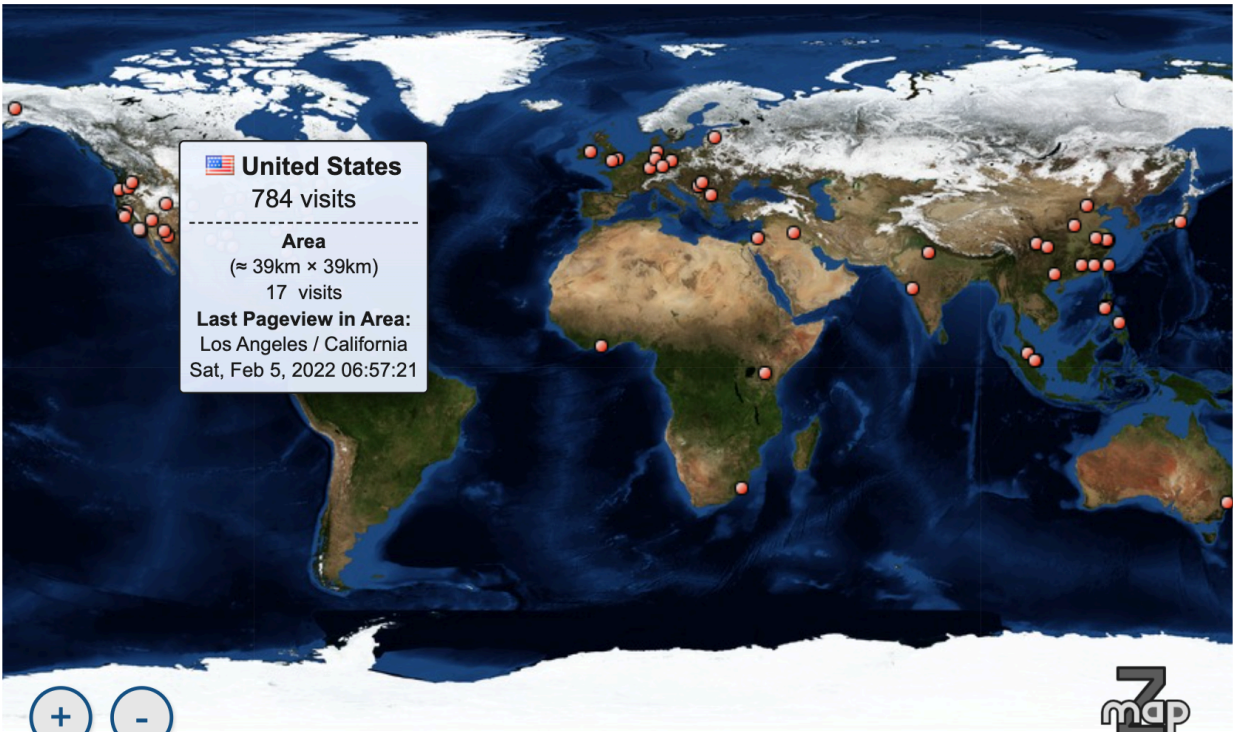 United States
784 visits
Area
(≈ 39km × 39km)
17 visits
Last Pageview in Area:
Los Angeles / California
Sat, Feb 5, 2022 06:57:21
+ -
Z
map